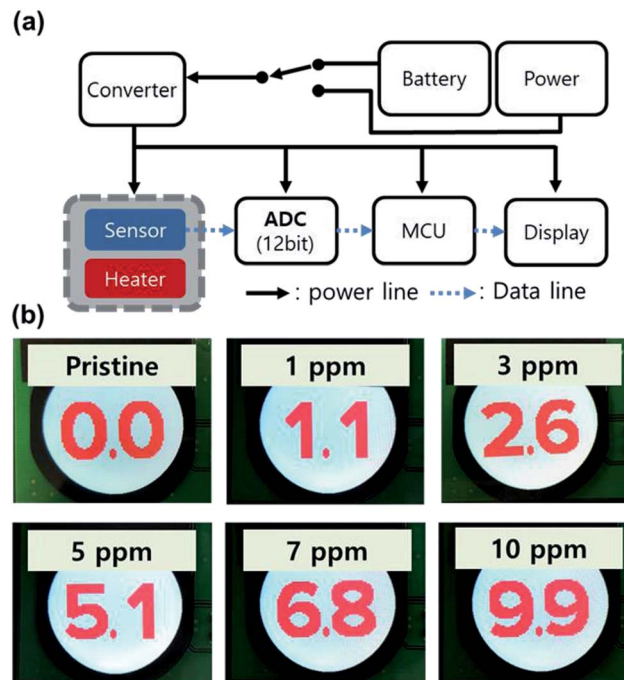 (a)
Converter
Battery
Power
Sensor
Heater
ADC
(12bit)
MCU
Display
: power line
: Data line
(b)
Pristine
1 ppm
3 ppm
0.0
1.1
2.6
5 ppm
7 ppm
10 ppm
5.1
6.8
9.9